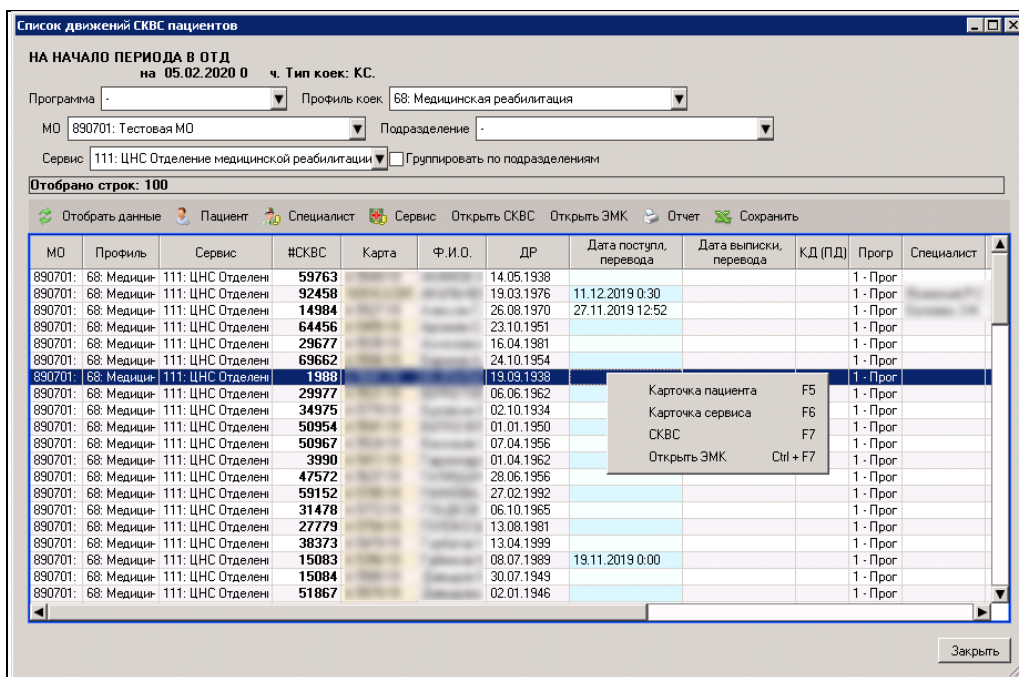 Список движений СКВС пациентов
НА НАЧАЛО ПЕРИОДА В ОТД
на 05.02.2020 0 ч. Тип коек: КС.
Программа - Профиль коек 68: Медицинская реабилитация
МО 890701: Тестовая МО Подразделение -
Сервис 111: ЦНС Отделение медицинской реабилитации Группировать по подразделениям
Отобрано строк: 100
Отобрать данные Пациент Специалист Сервис Открыть СКВС Открыть ЭМК Отчет Сохранить
МО Профиль Сервис #СКВС Карта Ф.И.О. ДР Дата поступл, перевода Дата выписки, перевода КД (ПД) Прогр Специалист
890701: 68: Медицин 111: ЦНС Отделени 59763 14.05.1938 1 - Прог
890701: 68: Медицин 111: ЦНС Отделени 92458 19.03.1976 11.12.2019 0:30 1 - Прог
890701: 68: Медицин 111: ЦНС Отделени 14984 26.08.1970 27.11.2019 12:52 1 - Прог
890701: 68: Медицин 111: ЦНС Отделени 64456 23.10.1951 1 - Прог
890701: 68: Медицин 111: ЦНС Отделени 29677 16.04.1981 1 - Прог
890701: 68: Медицин 111: ЦНС Отделени 69662 24.10.1954 1 - Прог
890701: 68: Медицин 111: ЦНС Отделени 1988 19.09.1938 1 - Прог
890701: 68: Медицин 111: ЦНС Отделени 29977 06.06.1962 Карточка пациента F5 1 - Прог
890701: 68: Медицин 111: ЦНС Отделени 34975 02.10.1934 Карточка сервиса F6 1 - Прог
890701: 68: Медицин 111: ЦНС Отделени 50954 01.01.1950 СКВС F7 1 - Прог
890701: 68: Медицин 111: ЦНС Отделени 50967 07.04.1956 1 - Прог
890701: 68: Медицин 111: ЦНС Отделени 3990 01.04.1962 Открыть ЭМК Ctrl + F7 1 - Прог
890701: 68: Медицин 111: ЦНС Отделени 47572 28.06.1956 1 - Прог
890701: 68: Медицин 111: ЦНС Отделени 59152 27.02.1992 1 - Прог
890701: 68: Медицин 111: ЦНС Отделени 31478 06.10.1965 1 - Прог
890701: 68: Медицин 111: ЦНС Отделени 27779 13.08.1981 1 - Прог
890701: 68: Медицин 111: ЦНС Отделени 38373 13.04.1999 1 - Прог
890701: 68: Медицин 111: ЦНС Отделени 15083 08.07.1989 19.11.2019 0:00 1 - Прог
890701: 68: Медицин 111: ЦНС Отделени 15084 30.07.1949 1 - Прог
890701: 68: Медицин 111: ЦНС Отделени 51867 02.01.1946 1 - Прог
Закрыть